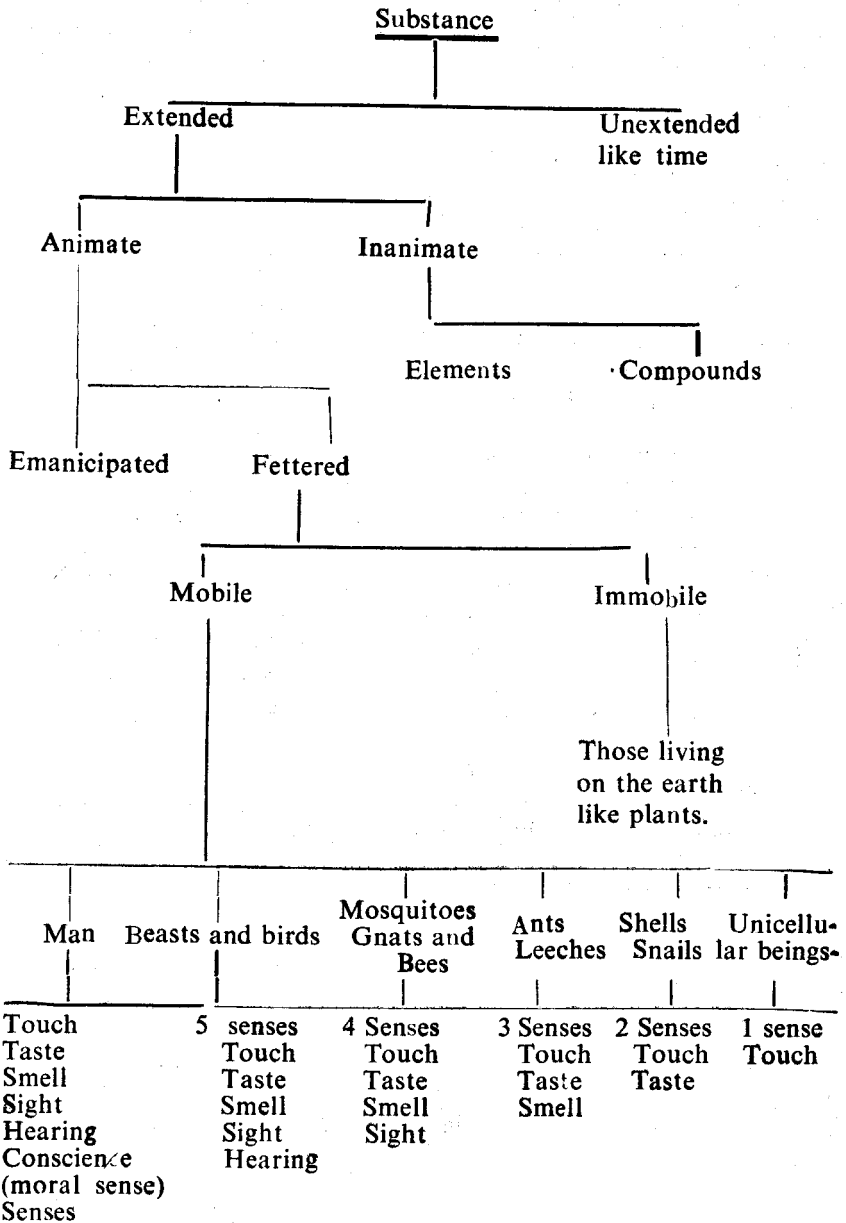 Substance
Extended
Unextended
like time
Animate
Inanimate
Elements
Compounds
Emanicipated
Fettered
Mobile
Immobile
Those living
on the earth
like plants.
Man
Beasts and birds
Mosquitoes
Gnats and
Bees
Ants
Leeches
Shells
Snails
Unicellu-
lar beings-
Touch
Taste
Smell
Sight
Hearing
Conscience
(moral sense)
Senses
5 senses
Touch
Taste
Smell
Sight
Hearing
4 Senses
Touch
Taste
Smell
Sight
3 Senses
Touch
Taste
Smell
2 Senses
Touch
Taste
1 sense
Touch